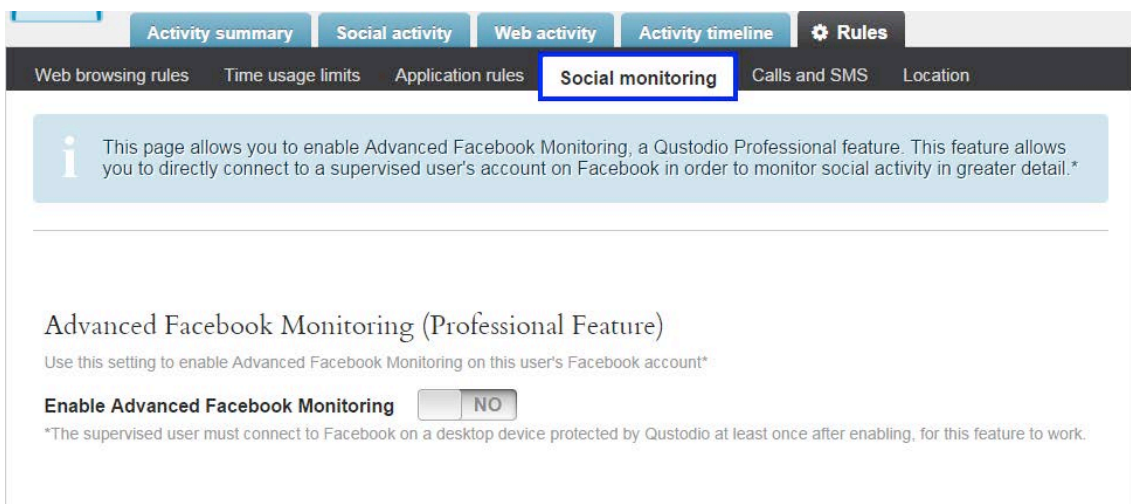 Activity summary Social activity Web activity Activity timeline Rules
Web browsing rules Time usage limits Application rules Social monitoring Calls and SMS Location
This page allows you to enable Advanced Facebook Monitoring, a Qustodio Professional feature. This feature allows
you to directly connect to a supervised user's account on Facebook in order to monitor social activity in greater detail.*
Advanced Facebook Monitoring (Professional Feature)
Use this setting to enable Advanced Facebook Monitoring on this user's Facebook account*
Enable Advanced Facebook Monitoring NO
*The supervised user must connect to Facebook on a desktop device protected by Qustodio at least once after enabling, for this feature to work.